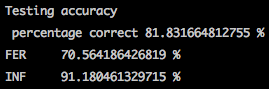 Testing accuracy
percentage correct 81.831664812755 %
FER 70.564186426819 %
INF 91.180461329715 %